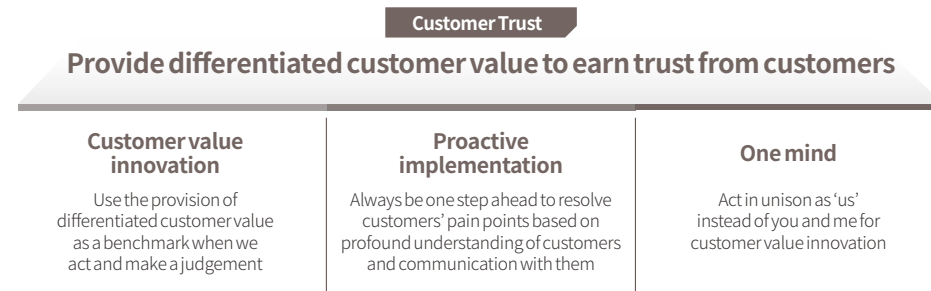 Customer Trust
Provide differentiated customer value to earn trust from customers
Customer value
innovation
Use the provision of
differentiated customer value
as a benchmark when we
act and make a judgement
Proactive
implementation
Always be one step ahead to resolve
customers’ pain points based on
profound understanding of customers
and communication with them
One mind
Act in unison as ‘us’
instead of you and me for
customer value innovation